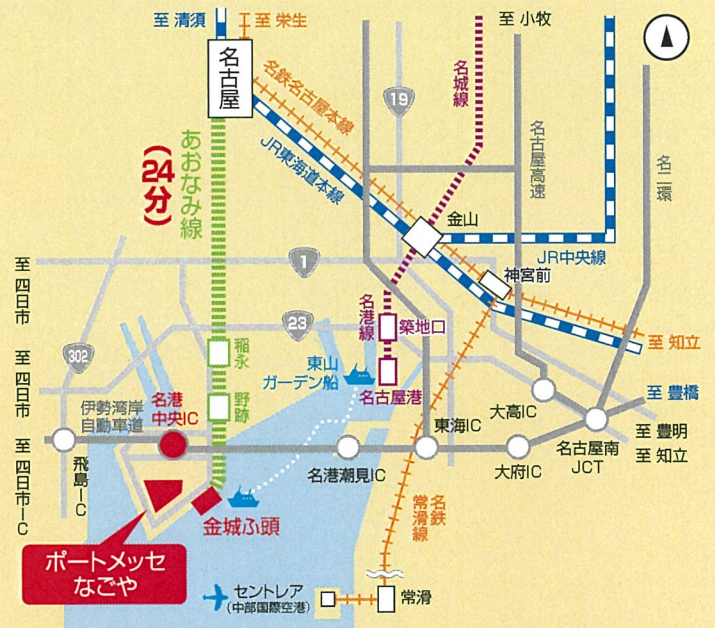 至 清須
至 栄生
至 小牧
名古屋
名鉄名古屋本線
JR東海道本線
あおなみ線
(24分)
19
名城線
名古屋高速
名二環
金山
JR中央線
神宮前
至 四日市
1
名港線
築地口
23
至 知立
至 四日市
302
稲永
東山
ガーデン船
名古屋港
野跡
至 豊橋
伊勢湾岸
自動車道
名港
中央IC
大高IC
東海IC
至 豊明
至 知立
名古屋南
JCT
大府IC
名港潮見IC
飛島IC
至 四日市IC
金城ふ頭
名鉄
常滑線
ポートメッセ
なごや
セントレア
(中部国際空港)
常滑